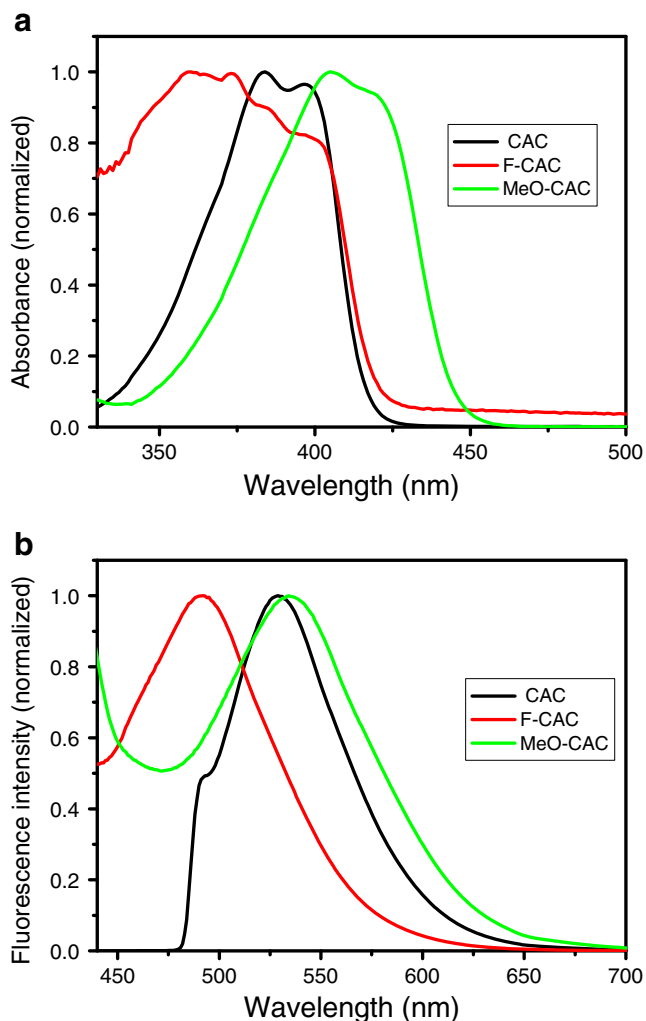 a
Absorbance (normalized)
1.0
0.8
0.6
0.4
0.2
0.0
CAC
F-CAC
MeO-CAC
350
400
450
500
Wavelength (nm)
b
Fluorescence intensity (normalized)
1.0
0.8
0.6
0.4
0.2
0.0
CAC
F-CAC
MeO-CAC
450
500
550
600
650
700
Wavelength (nm)